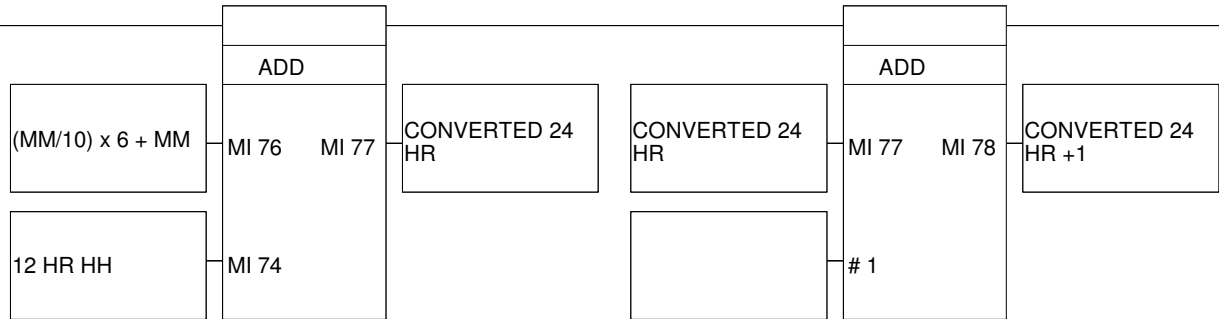 ADD
(MM/10) x 6 + MM
MI 76
MI 77
CONVERTED 24
HR
12 HR HH
MI 74
ADD
CONVERTED 24
HR
MI 77
MI 78
CONVERTED 24
HR +1
# 1